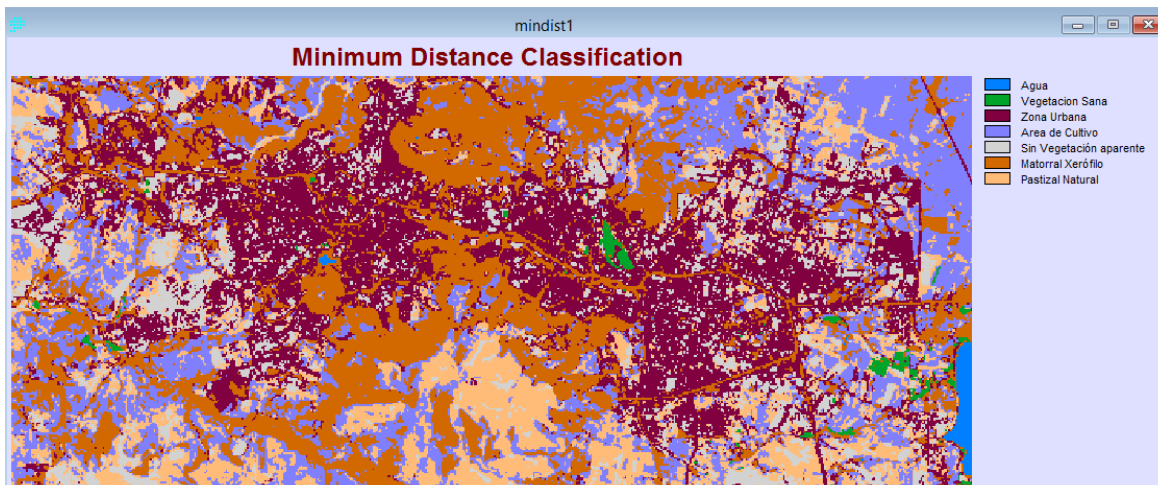 mindist1
Minimum Distance Classification
Agua
Vegetacion Sana
Zona Urbana
Area de Cultivo
Sin Vegetación aparente
Matorral Xerófilo
Pastizal Natural